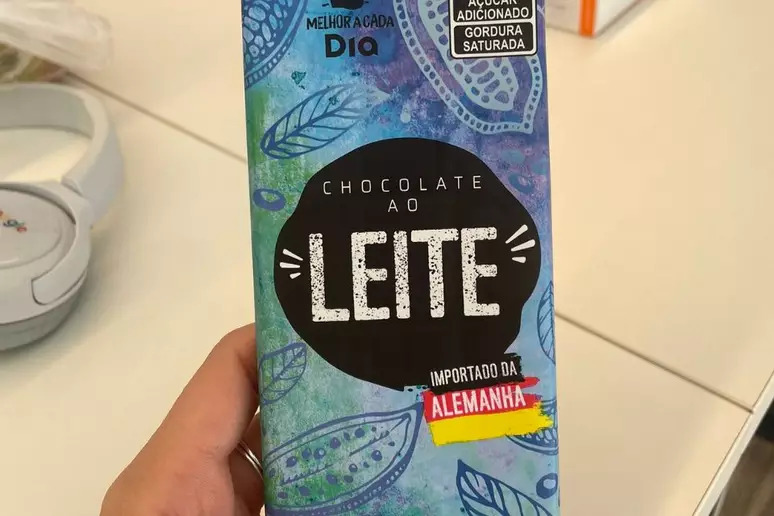 MELHOR A CADA
Dia
AÇÚCAR
ADICIONADO
GORDURA
SATURADA
CHOCOLATE
AO
LEITE
IMPORTADO DA
ALEMANHA